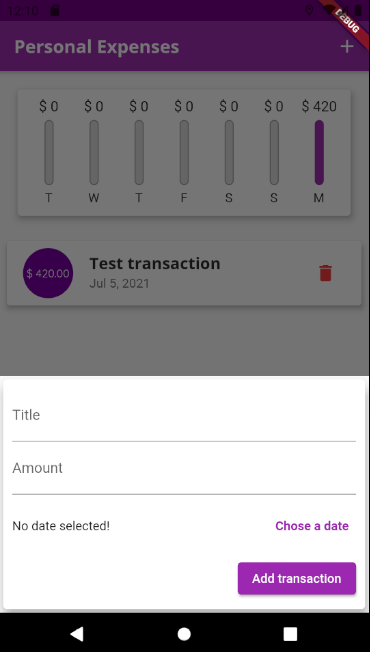 12:10
DEBUG
Personal Expenses
$ 0 $ 0 $ 0 $ 0 $ 0 $ 0 $ 420
T W T F S S M
$ 420.00
Test transaction
Jul 5, 2021
Title
Amount
No date selected! Chose a date
Add transaction